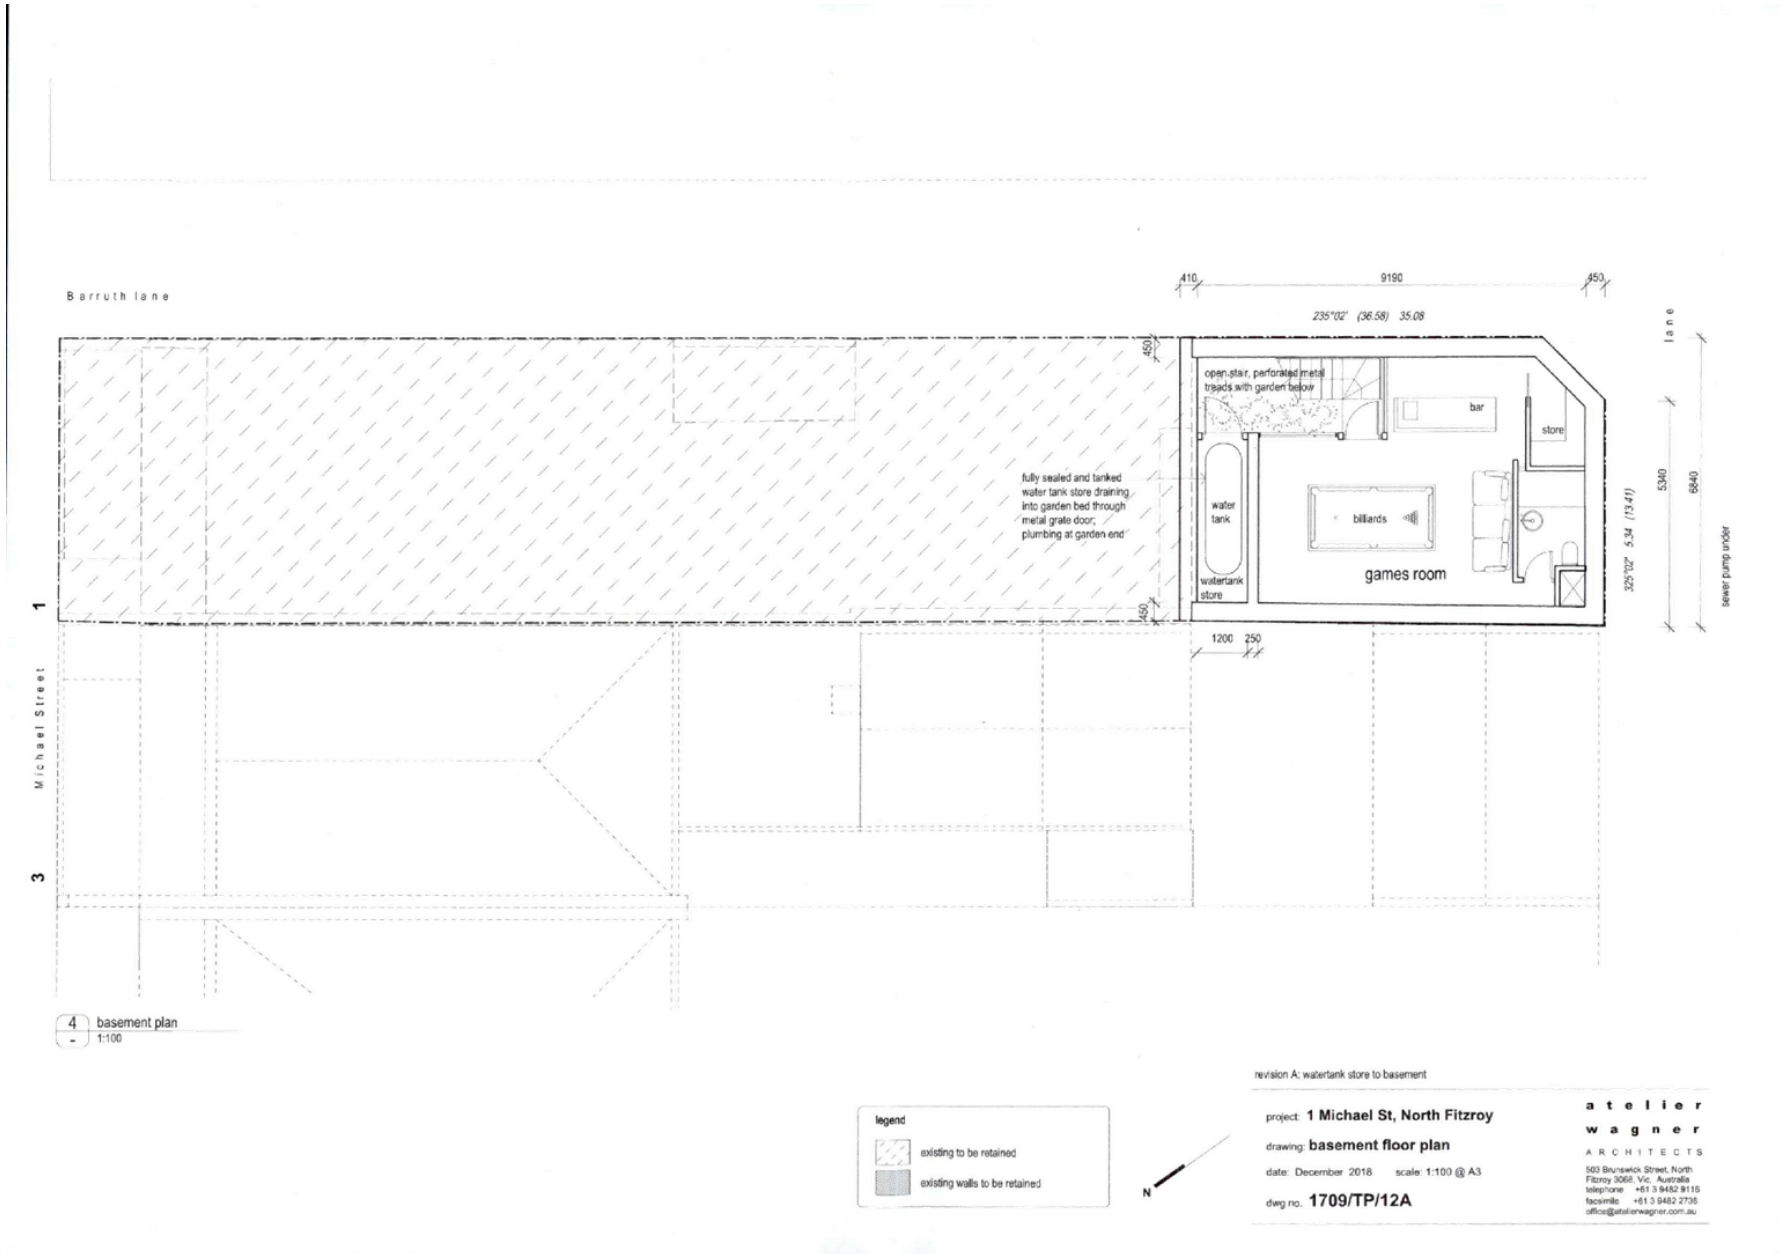 Barruth lane
410
9190
450
235°02' (36.58) 35.08
lane
450
open stair, perforated metal
treads with garden below
bar
store
fully sealed and tanked
water tank store draining
into garden bed through
metal grate door;
plumbing at garden end
water
tank
billiards
games room
watertank
store
325°02' 5.34 (13.41)
5340
6840
sewer pump under
450
1200
250
1
Michael Street
3
4
-
basement plan
1:100
legend
existing to be retained
existing walls to be retained
N
revision A: watertank store to basement
project: 1 Michael St, North Fitzroy
drawing: basement floor plan
date: December 2018 scale: 1:100 @ A3
dwg no. 1709/TP/12A
atelier
wagner
ARCHITECTS
503 Brunswick Street, North
Fitzroy 3068, Vic, Australia
telephone +61 3 9482 9116
facsimile +61 3 9482 2736
office@atelierwagner.com.au